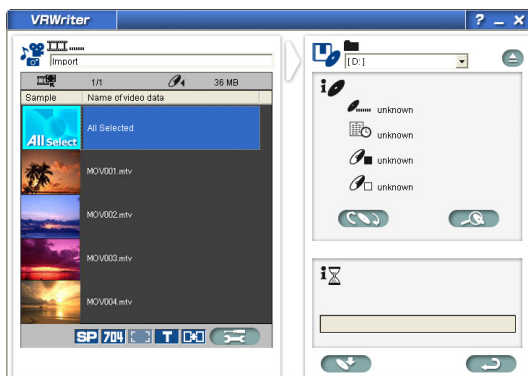 VRWriter
? _ X
......
Import
[D:]
1/1
36 MB
Sample
Name of video data
All Select
All Selected
MOV001.mtv
MOV002.mtv
MOV003.mtv
MOV004.mtv
SP 704 T
i
unknown
unknown
unknown
unknown
i